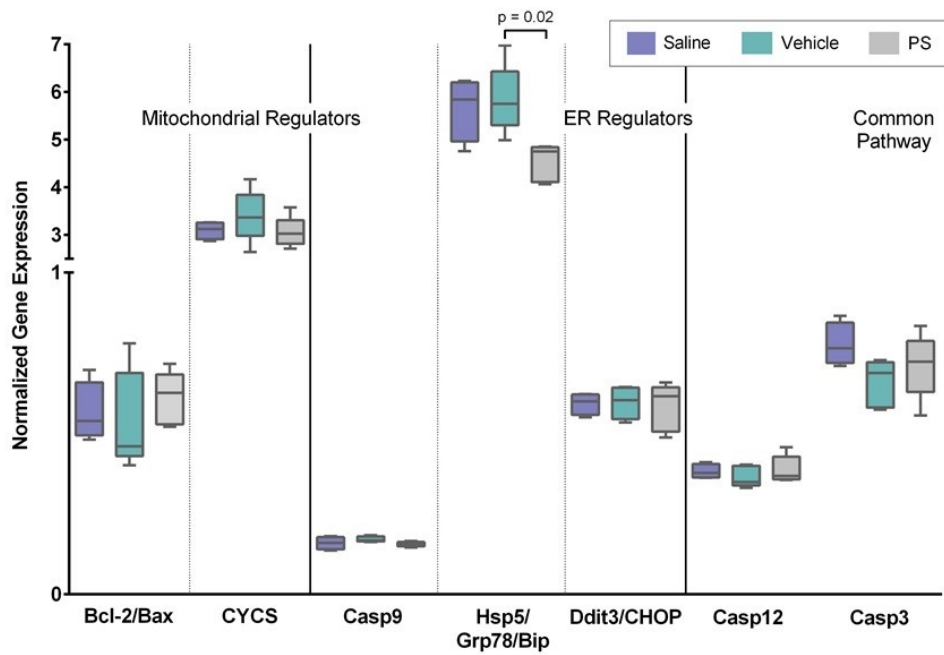 p = 0.02
Saline Vehicle PS
Mitochondrial Regulators
ER Regulators
Common
Pathway
Normalized Gene Expression
7
6
5
4
3
1
0
Bcl-2/Bax
CYCS
Casp9
Hsp5/
Grp78/Bip
Ddit3/CHOP
Casp12
Casp3